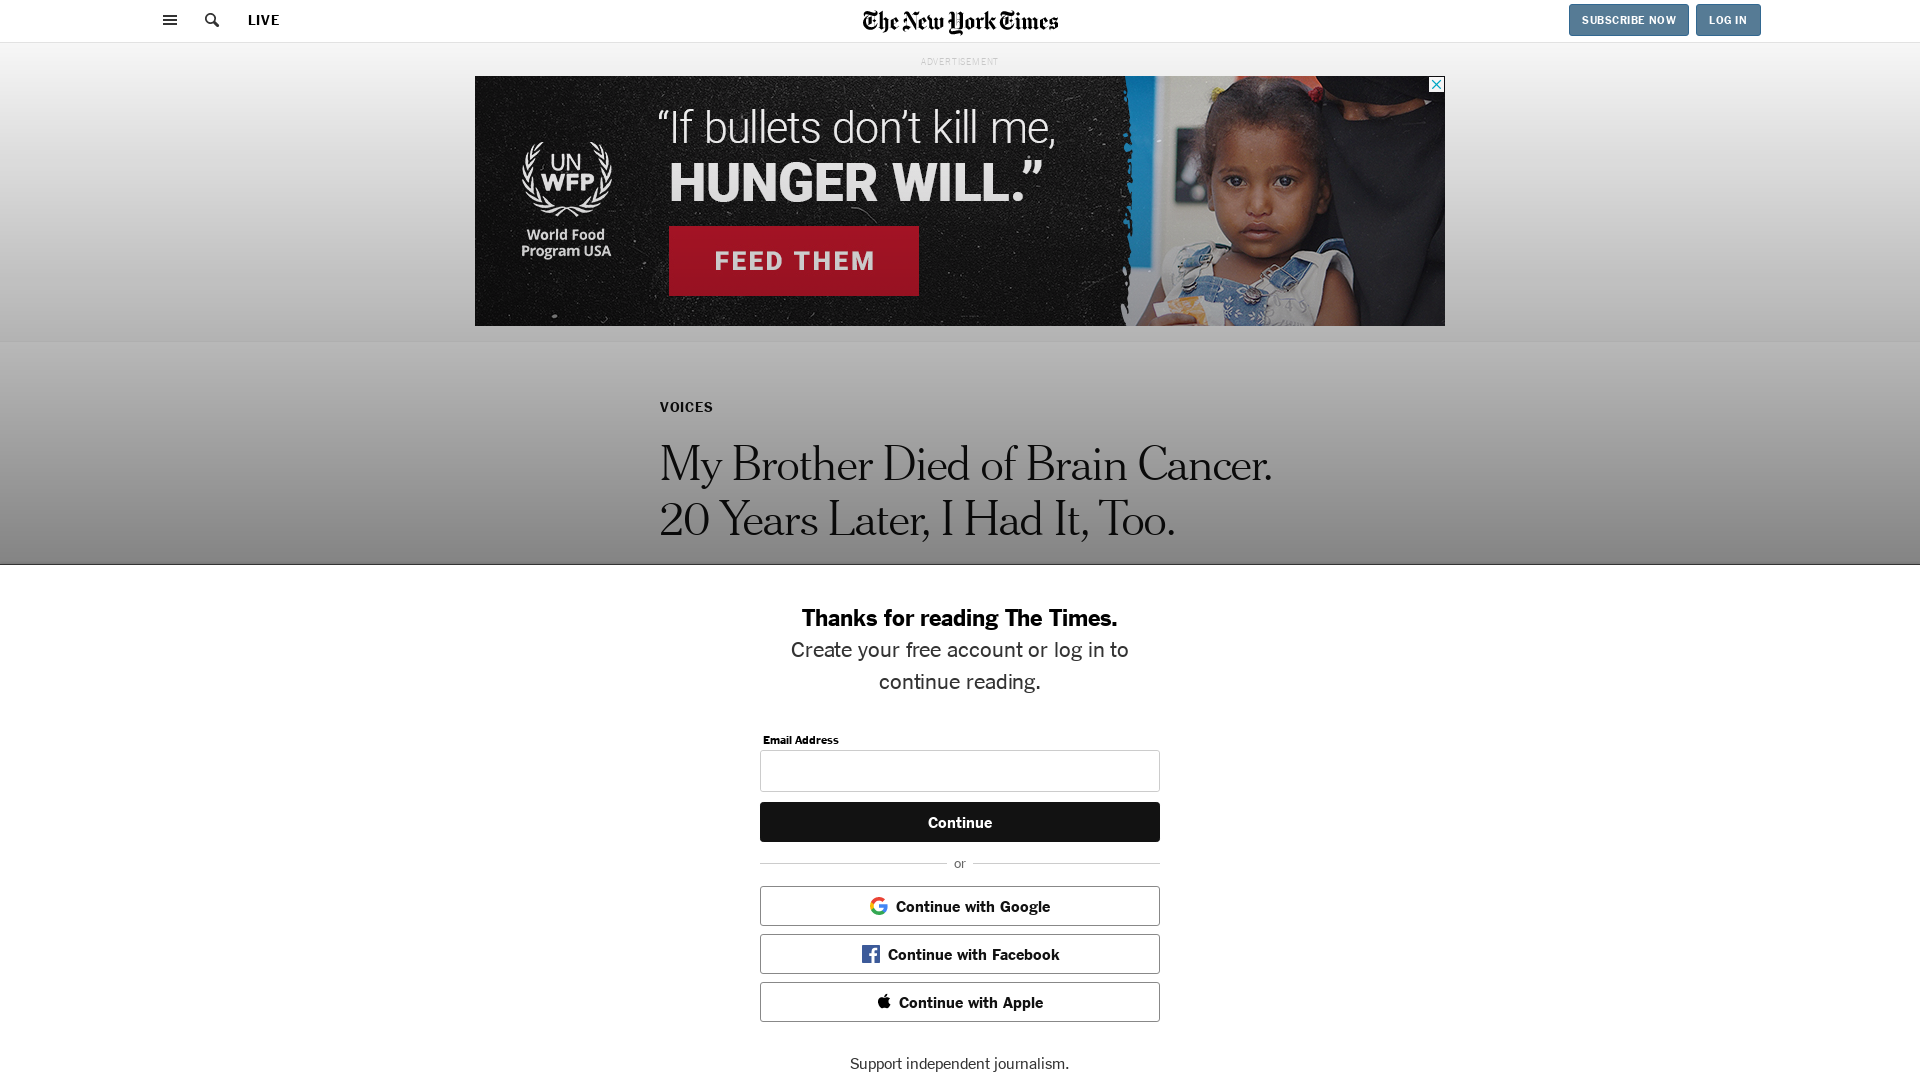 LIVE
The New York Times
SUBSCRIBE NOW
LOG IN
ADVERTISEMENT
UN
WFP
World Food
Program USA
“If bullets don’t kill me,
HUNGER WILL.”
FEED THEM
VOICES
My Brother Died of Brain Cancer.
20 Years Later, I Had It, Too.
Thanks for reading The Times.
Create your free account or log in to
continue reading.
Email Address
Continue
or
Continue with Google
Continue with Facebook
Continue with Apple
Support independent journalism.